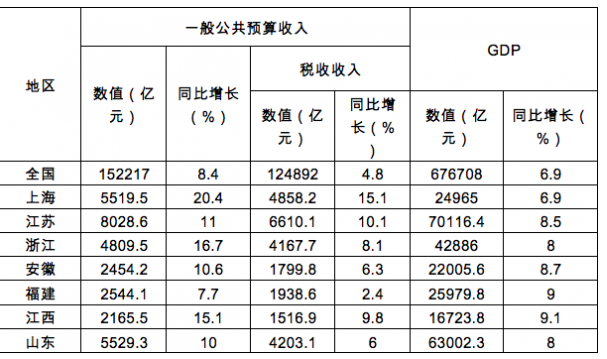 地区 一般公共预算收入 GDP
数值（亿元） 同比增长（%） 税收收入 数值（亿元） 同比增长（%）
数值（亿元） 同比增长（%）
全国 152217 8.4 124892 4.8 676708 6.9
上海 5519.5 20.4 4858.2 15.1 24965 6.9
江苏 8028.6 11 6610.1 10.1 70116.4 8.5
浙江 4809.5 16.7 4167.7 8.1 42886 8
安徽 2454.2 10.6 1799.8 6.3 22005.6 8.7
福建 2544.1 7.7 1938.6 2.4 25979.8 9
江西 2165.5 15.1 1516.9 9.8 16723.8 9.1
山东 5529.3 10 4203.1 6 63002.3 8